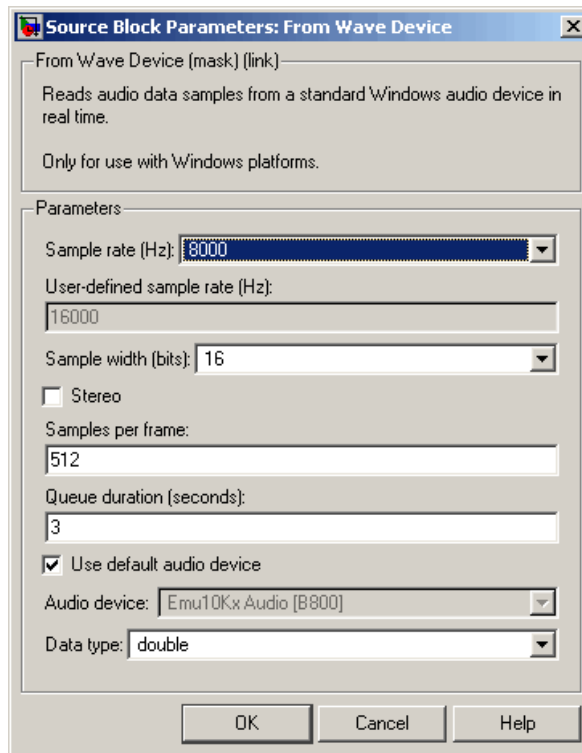 Source Block Parameters: From Wave Device
From Wave Device (mask) (link)
Reads audio data samples from a standard Windows audio device in
real time.
Only for use with Windows platforms.
Parameters
Sample rate (Hz): 8000
User-defined sample rate (Hz):
16000
Sample width (bits): 16
Stereo
Samples per frame:
512
Queue duration (seconds):
3
Use default audio device
Audio device: Emu10Kx Audio [B800]
Data type: double
OK Cancel Help